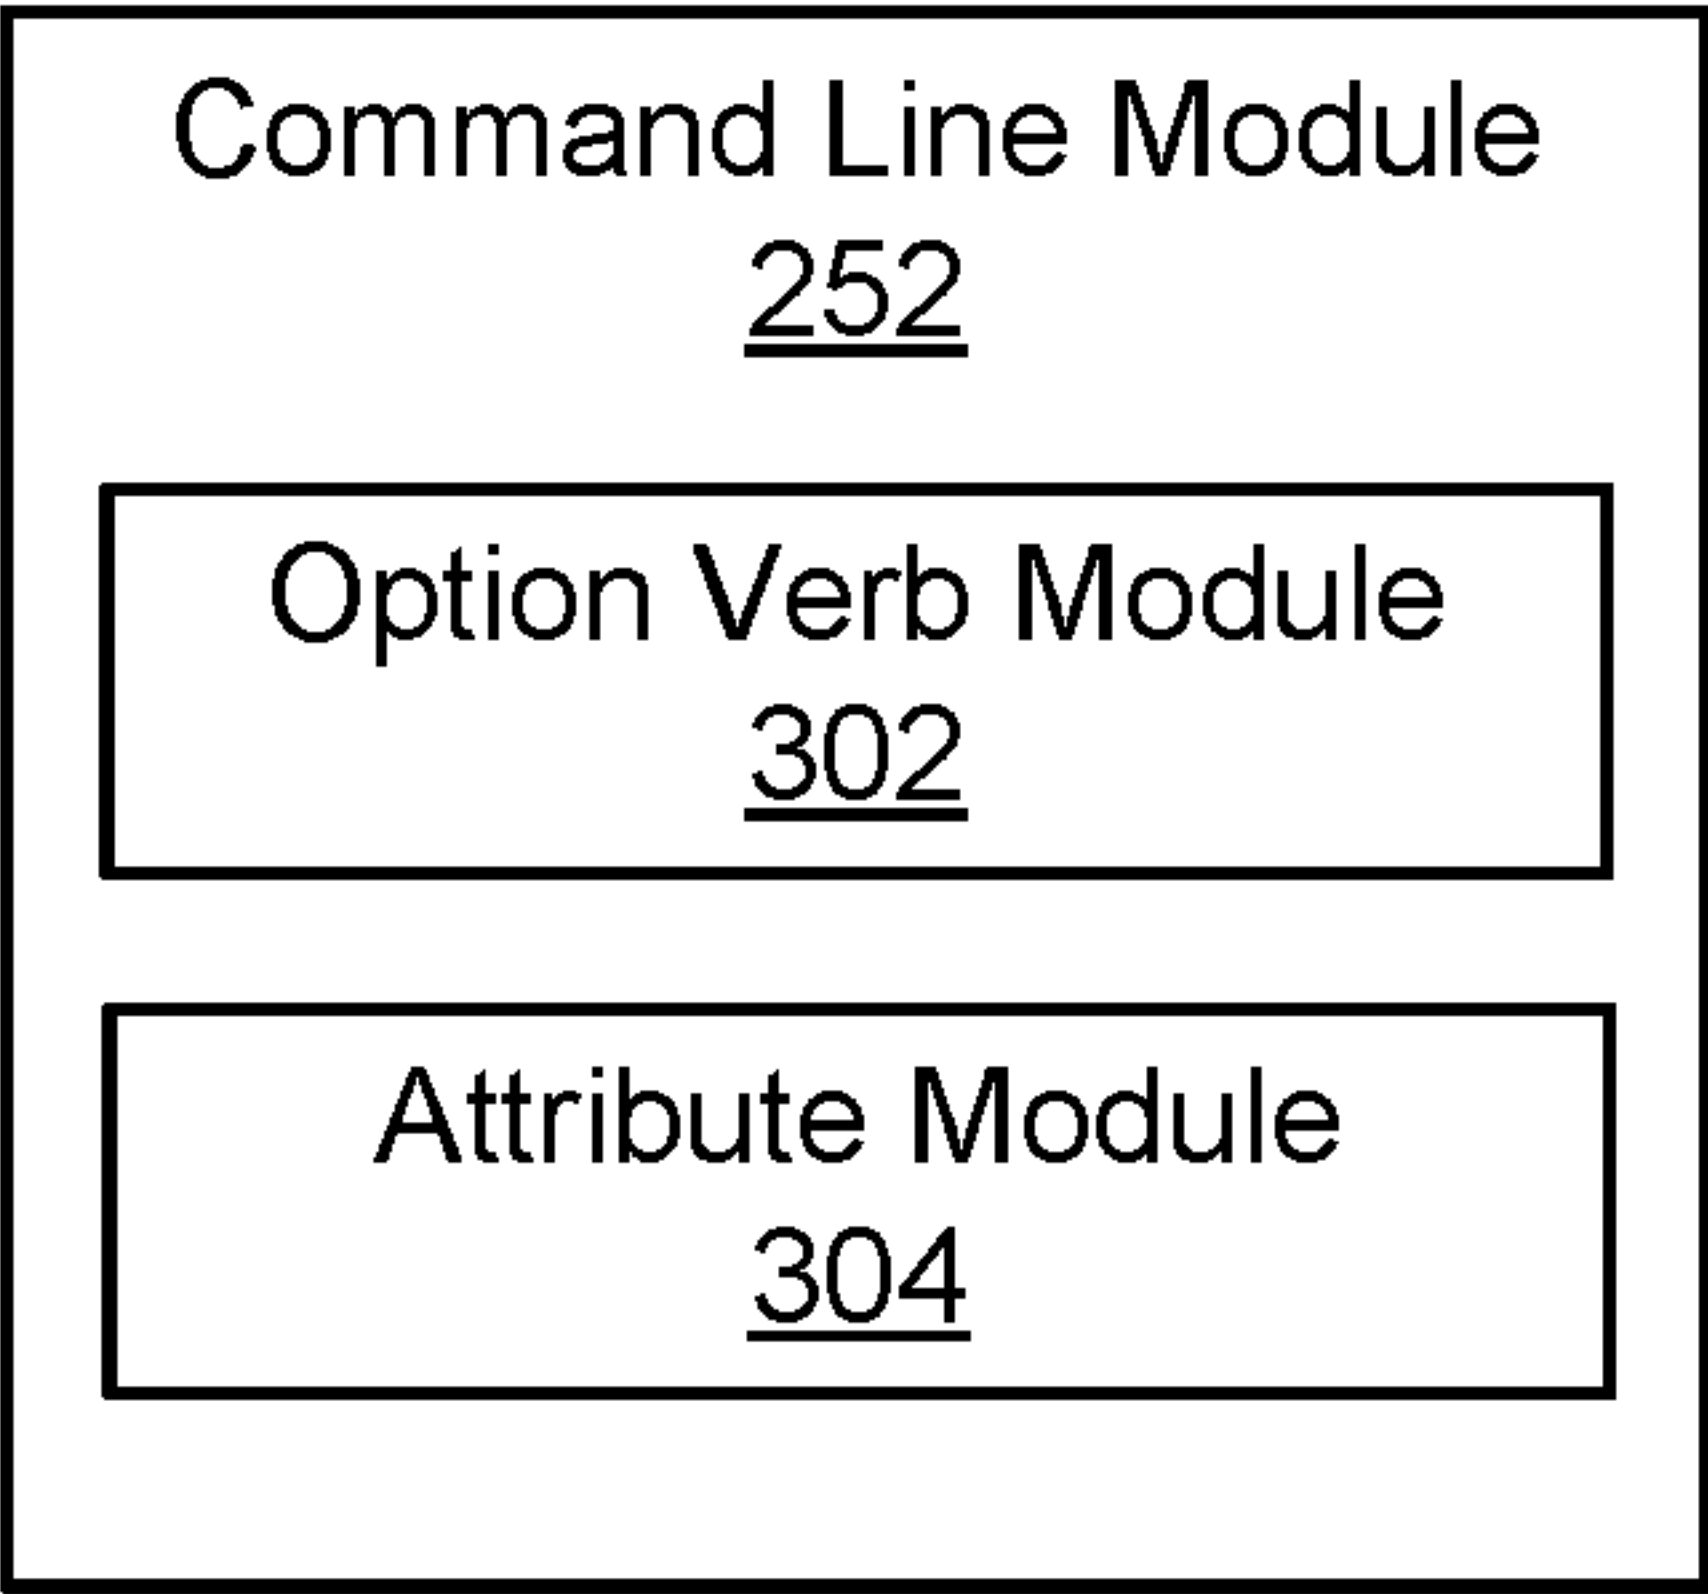 Command Line Module
252
Option Verb Module
302
Attribute Module
304